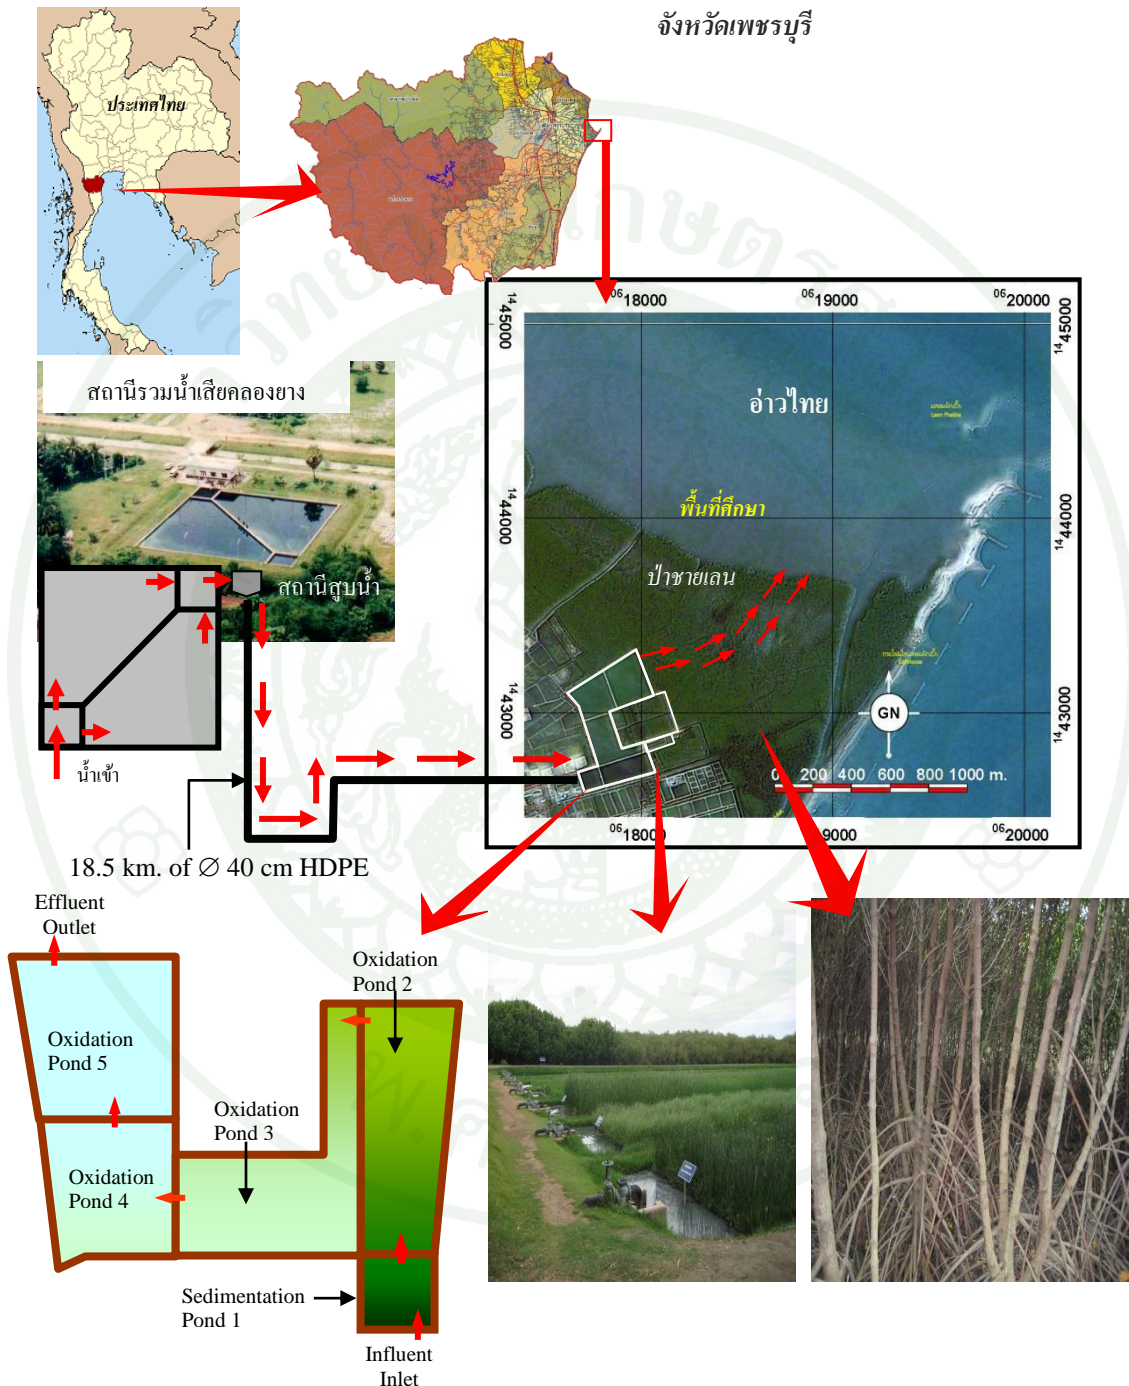 จังหวัดเพชรบุรี
ประเทศไทย
สถานีรวมน้ำเสียคลองยาง
สถานีสูบน้ำ
น้ำเข้า
18.5 km. of ∅ 40 cm HDPE
0618000
0619000
0620000
1445000
1445000
อ่าวไทย
Laem Phakbia
พื้นที่ศึกษา
1444000
1444000
ป่าชายเลน
1443000
1443000
GN
0 200 400 600 800 1000 m.
0618000
9000
0620000
Effluent
Outlet
Oxidation
Pond 2
Oxidation
Pond 5
Oxidation
Pond 3
Oxidation
Pond 4
Sedimentation
Pond 1
Influent
Inlet